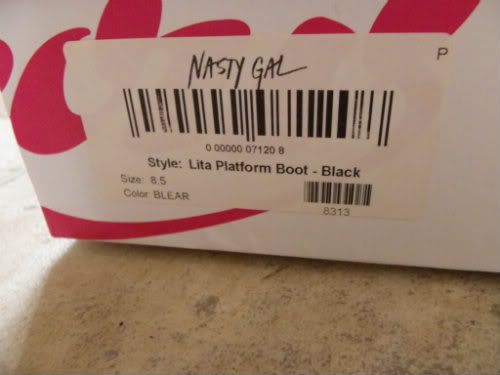 P
NASTY GAL
0 00000 07120 8
Style: Lita Platform Boot - Black
Size: 8.5
Color: BLEAR
8313